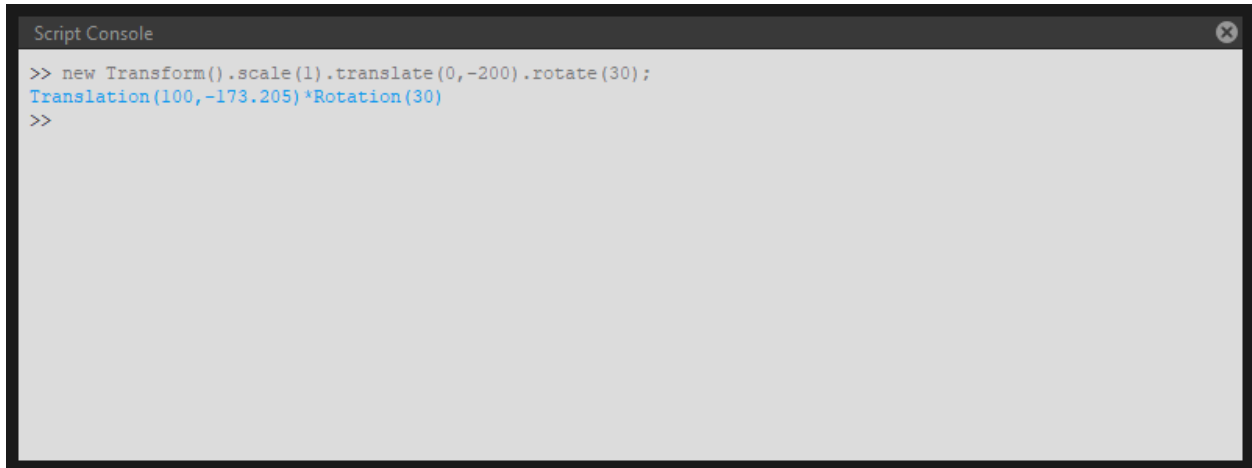 Script Console
>> new Transform().scale(1).translate(0,-200).rotate(30);
Translation(100,-173.205)*Rotation(30)
>>